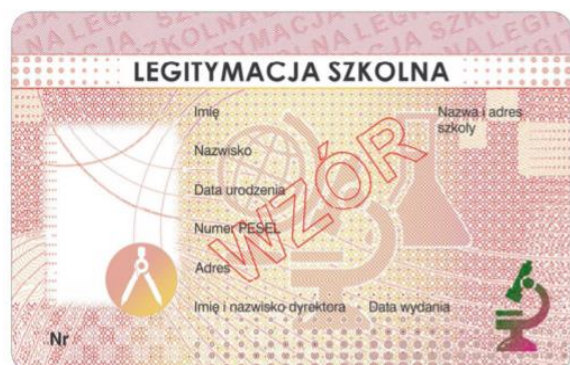 LEGITYMACJA SZKOLNA
Imię
Nazwa i adres
szkoły
Nazwisko
Data urodzenia
Numer PESEL
Adres
Imię i nazwisko dyrektora Data wydania
Nr
WZÓR